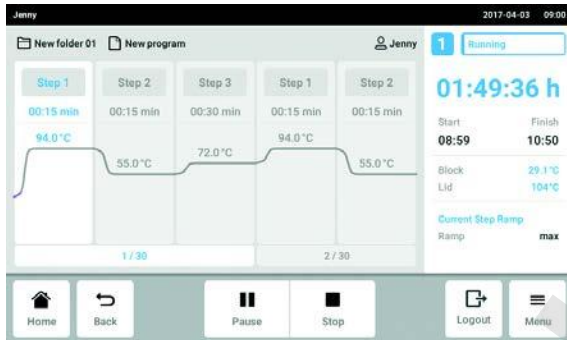 Jenny 2017-04-03 09:00
New folder 01 New program Jenny
1 Running
Step 1 Step 2 Step 3 Step 1 Step 2
00:15 min 00:15 min 00:30 min 00:15 min 00:15 min
94.0°C 55.0°C 72.0°C 94.0°C 55.0°C
1 / 30 2 / 30
01:49:36 h
Start Finish
08:59 10:50
Block 29.1°C
Lid 104°C
Current Step Ramp
Ramp max
Home Back Pause Stop Logout Menu